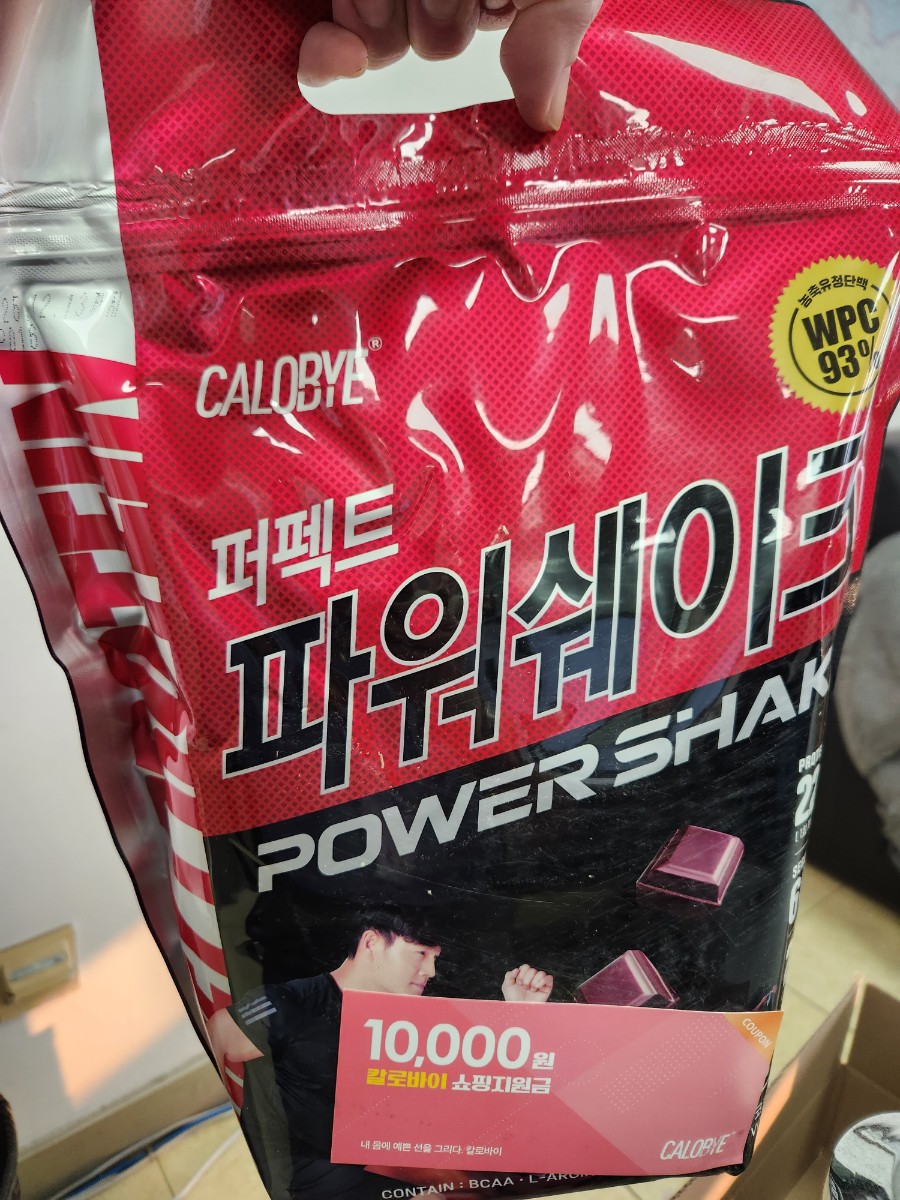 농축유청단백
WPC
93%
CALOBYE®
퍼펙트
파워쉐이크
POWER SHAK
10,000원
칼로바이 쇼핑지원금
COUPON
내 몸에 예쁜 선을 그리다. 칼로바이
CALOBYE
CONTAIN : BCAA